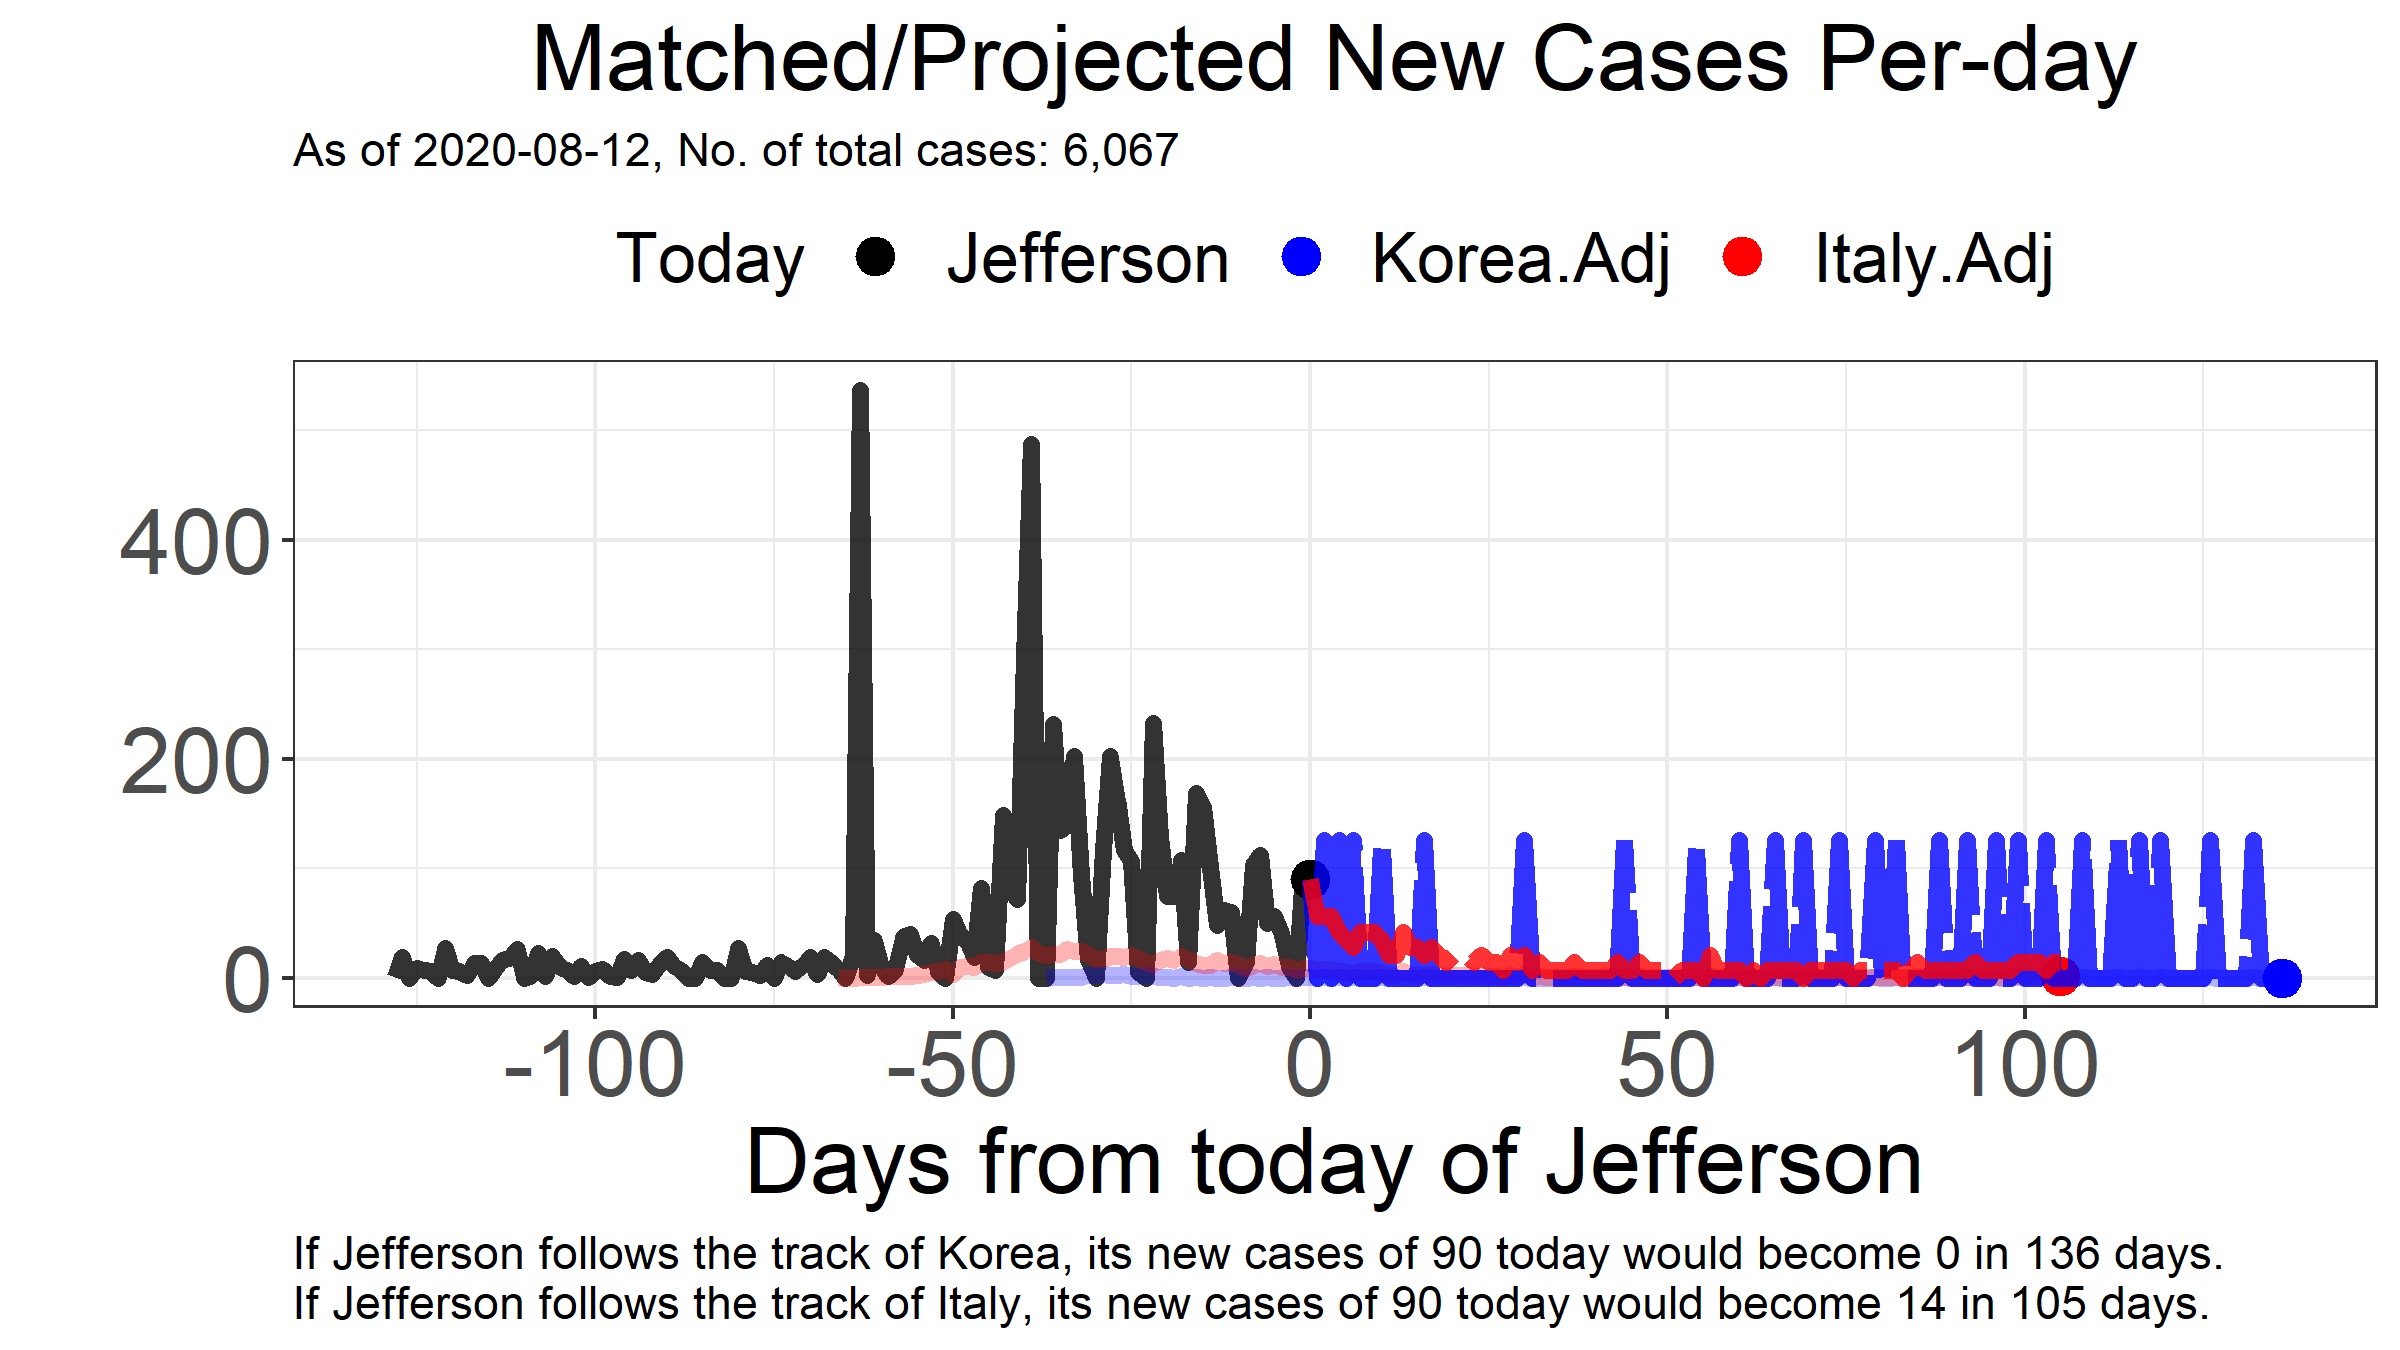 Matched/Projected New Cases Per-day
As of 2020-08-12, No. of total cases: 6,067
Today Jefferson Korea.Adj Italy.Adj
400
200
0
-100 -50 0 50 100
Days from today of Jefferson
If Jefferson follows the track of Korea, its new cases of 90 today would become 0 in 136 days.
If Jefferson follows the track of Italy, its new cases of 90 today would become 14 in 105 days.